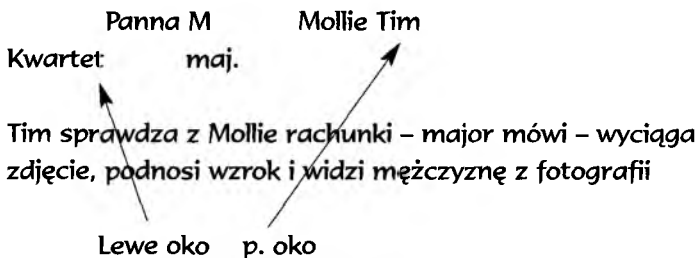 Panna M Mollie Tim
Kwartet maj.
Tim sprawdza z Mollie rachunki – major mówi – wyciąga
zdjęcie, podnosi wzrok i widzi mężczyznę z fotografii
Lewe oko p. oko